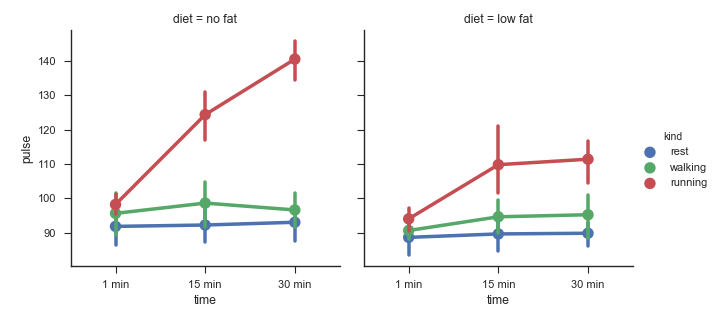 diet = no fat
diet = low fat
pulse
140
130
120
110
100
90
1 min
15 min
30 min
time
1 min
15 min
30 min
time
kind
rest
walking
running